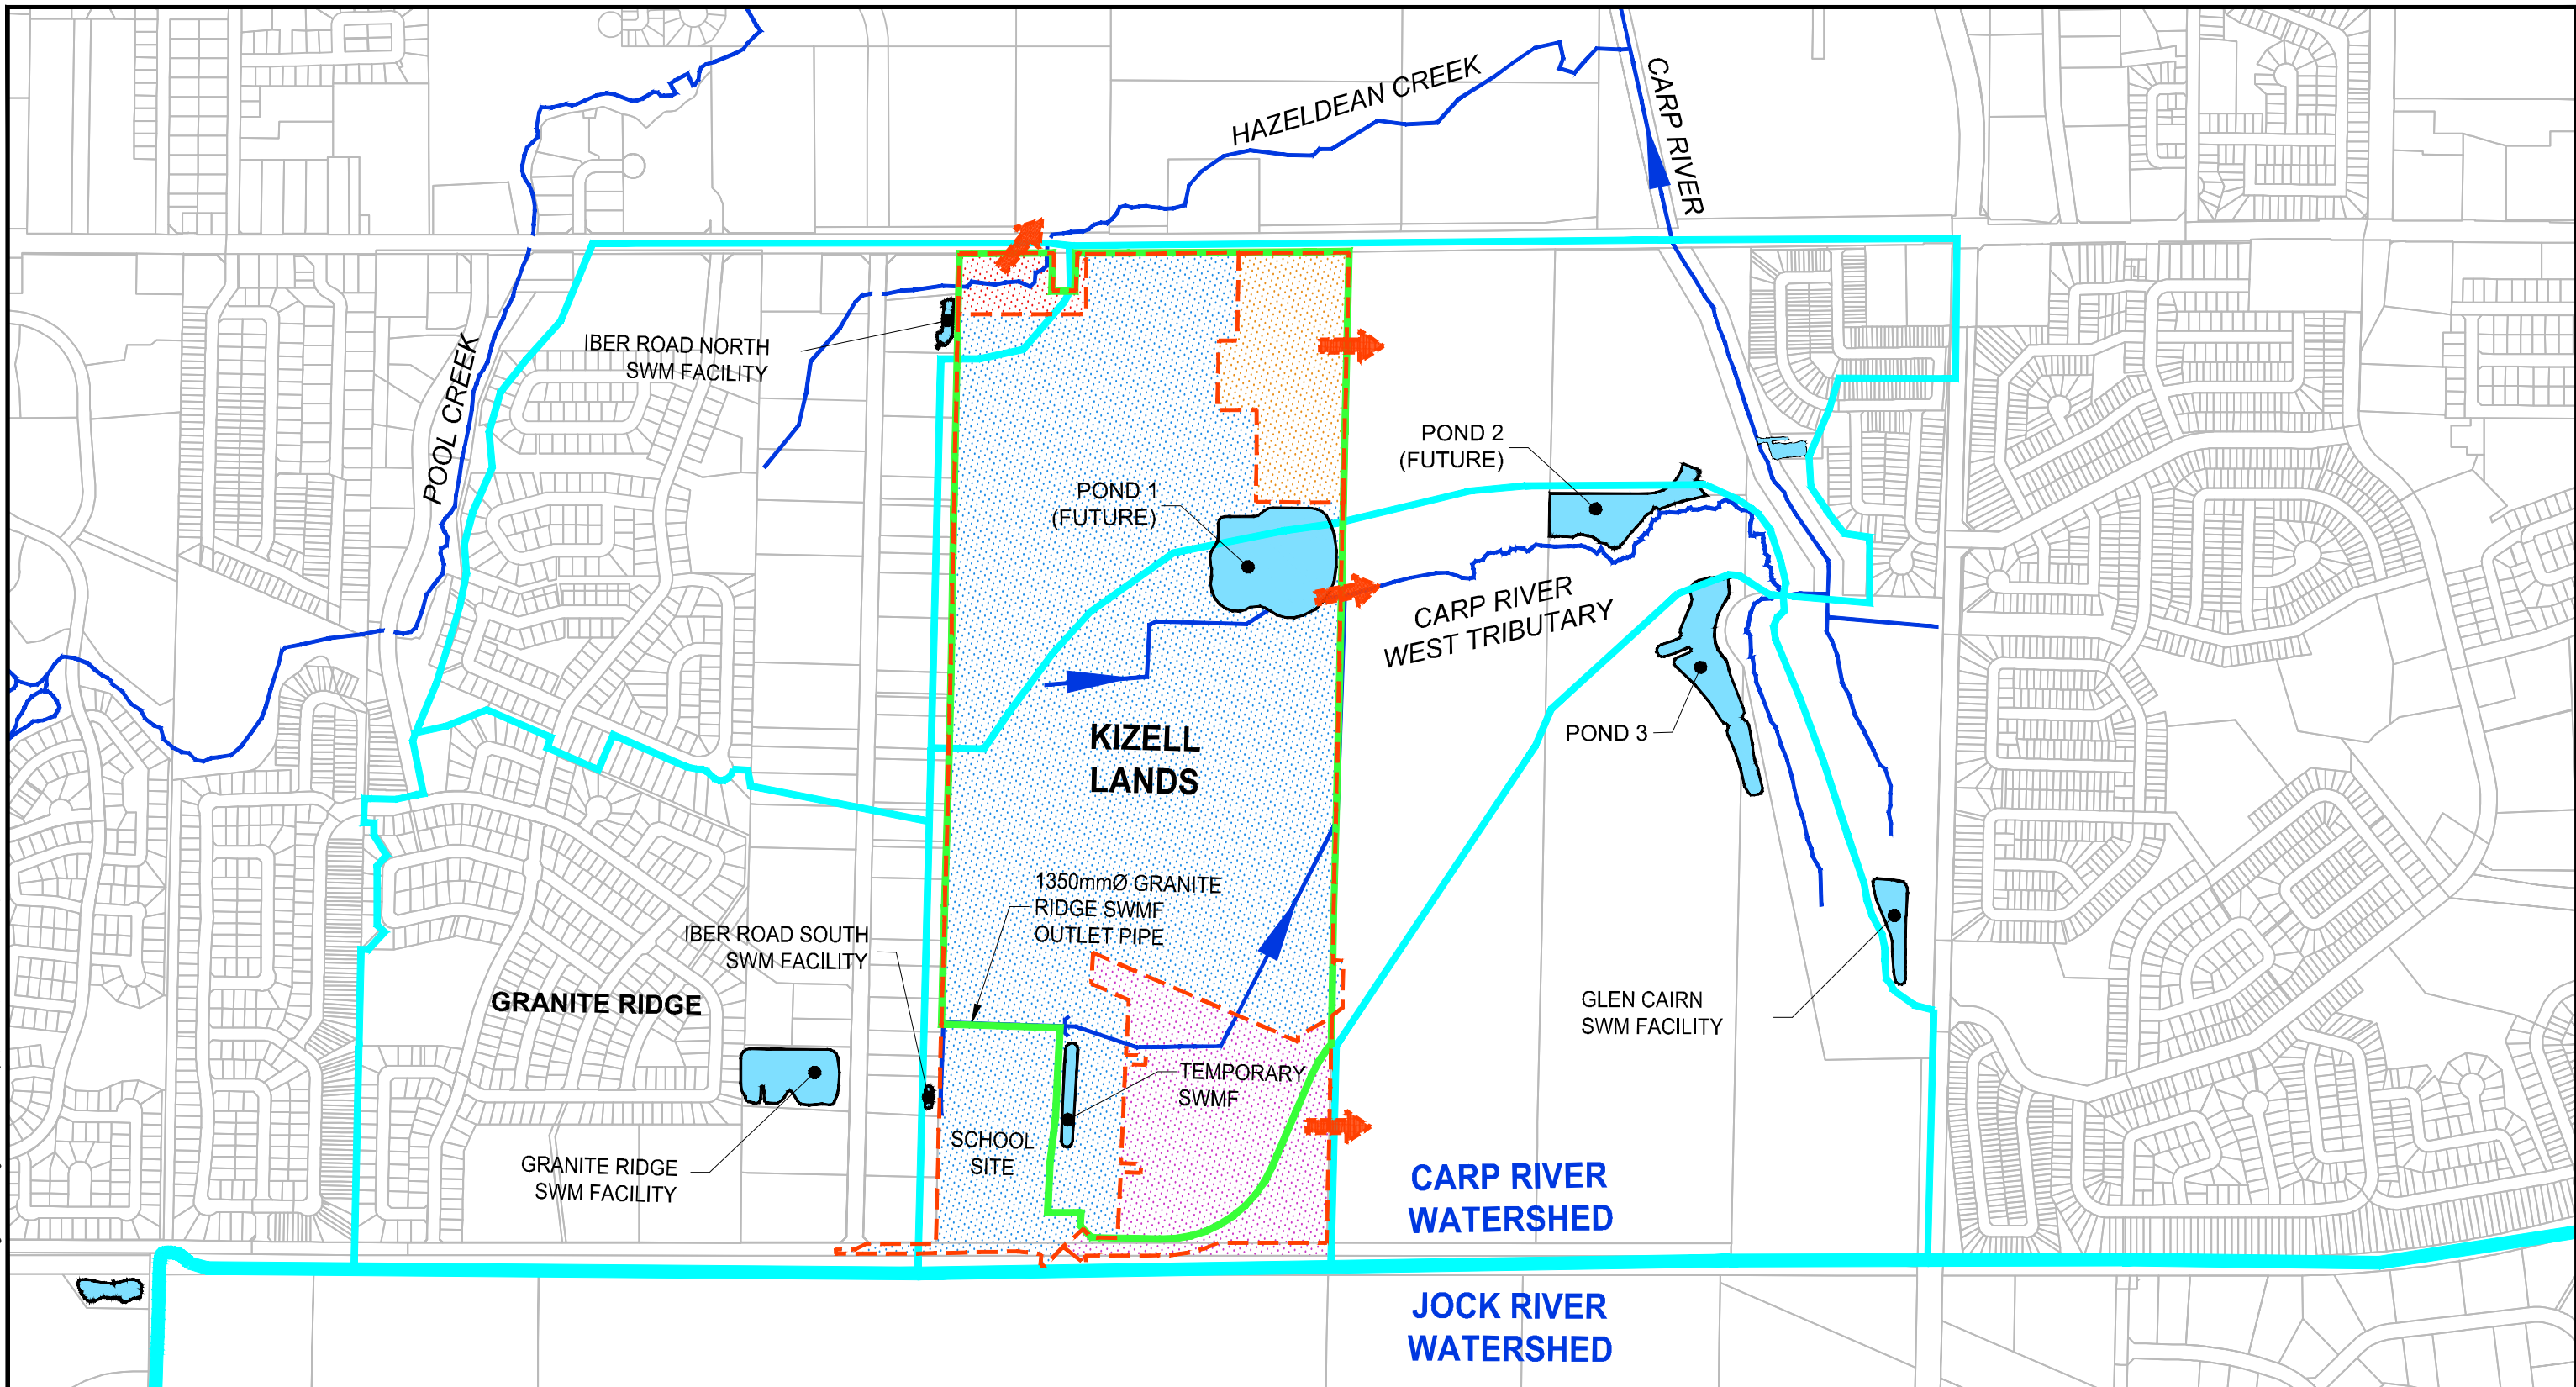 HAZELDEAN CREEK
CARP RIVER
IBER ROAD NORTH
SWM FACILITY
POOL CREEK
POND 1
(FUTURE)
POND 2
(FUTURE)
CARP RIVER
WEST TRIBUTARY
POND 3
KIZELL
LANDS
1350mmØ GRANITE
RIDGE SWMF
OUTLET PIPE
IBER ROAD SOUTH
SWM FACILITY
GRANITE RIDGE
GLEN CAIRN
SWM FACILITY
TEMPORARY
SWMF
SCHOOL
SITE
GRANITE RIDGE
SWM FACILITY
CARP RIVER
WATERSHED
JOCK RIVER
WATERSHED